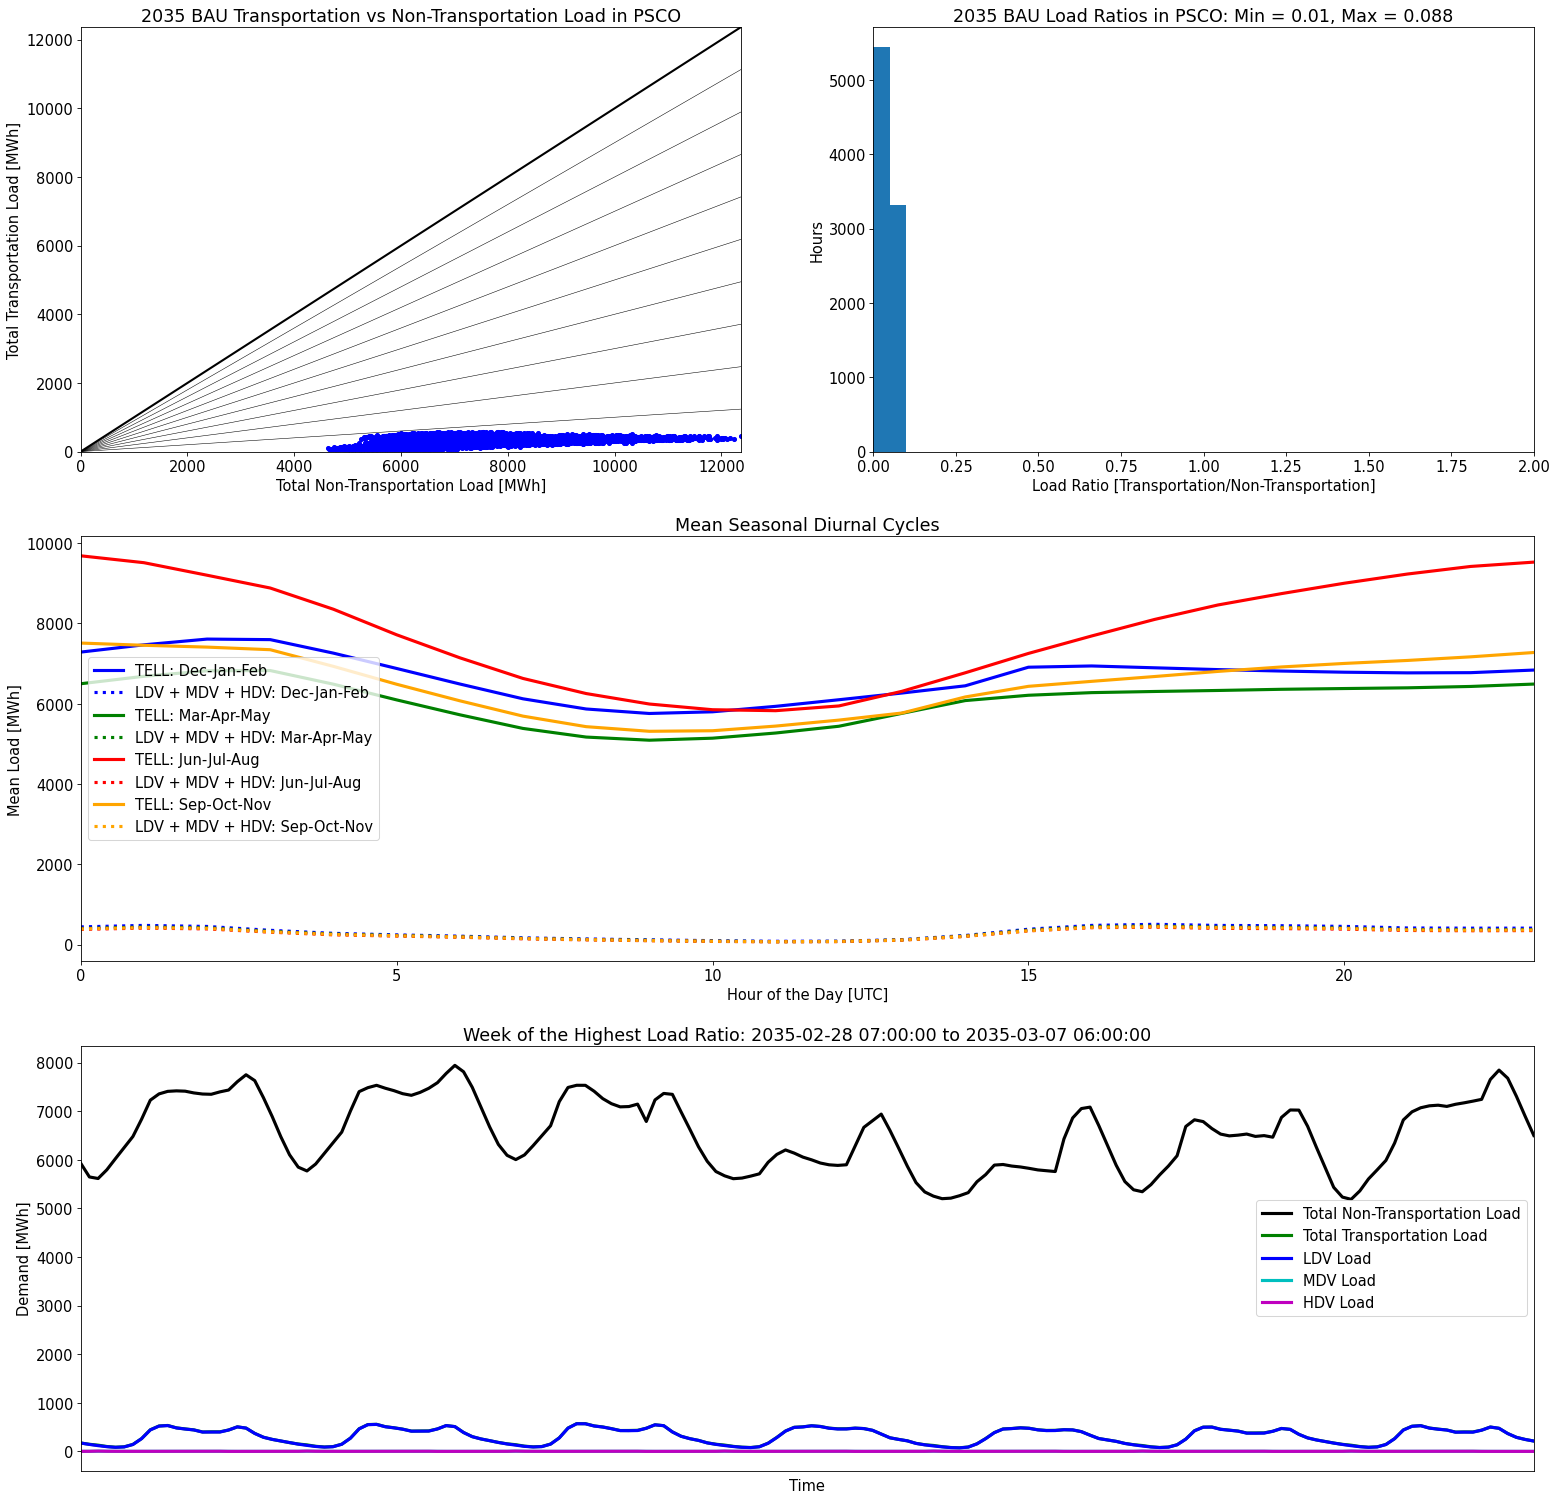 2035 BAU Transportation vs Non-Transportation Load in PSCO
12000
10000
8000
6000
4000
2000
0
Total Transportation Load [MWh]
0 2000 4000 6000 8000 10000 12000
Total Non-Transportation Load [MWh]
2035 BAU Load Ratios in PSCO: Min = 0.01, Max = 0.088
5000
4000
3000
2000
1000
0
Hours
0.00 0.25 0.50 0.75 1.00 1.25 1.50 1.75 2.00
Load Ratio [Transportation/Non-Transportation]
Mean Seasonal Diurnal Cycles
10000
8000
6000
4000
2000
0
Mean Load [MWh]
TELL: Dec-Jan-Feb
LDV + MDV + HDV: Dec-Jan-Feb
TELL: Mar-Apr-May
LDV + MDV + HDV: Mar-Apr-May
TELL: Jun-Jul-Aug
LDV + MDV + HDV: Jun-Jul-Aug
TELL: Sep-Oct-Nov
LDV + MDV + HDV: Sep-Oct-Nov
0 5 10 15 20
Hour of the Day [UTC]
Week of the Highest Load Ratio: 2035-02-28 07:00:00 to 2035-03-07 06:00:00
8000
7000
6000
5000
4000
3000
2000
1000
0
Demand [MWh]
Total Non-Transportation Load
Total Transportation Load
LDV Load
MDV Load
HDV Load
Time